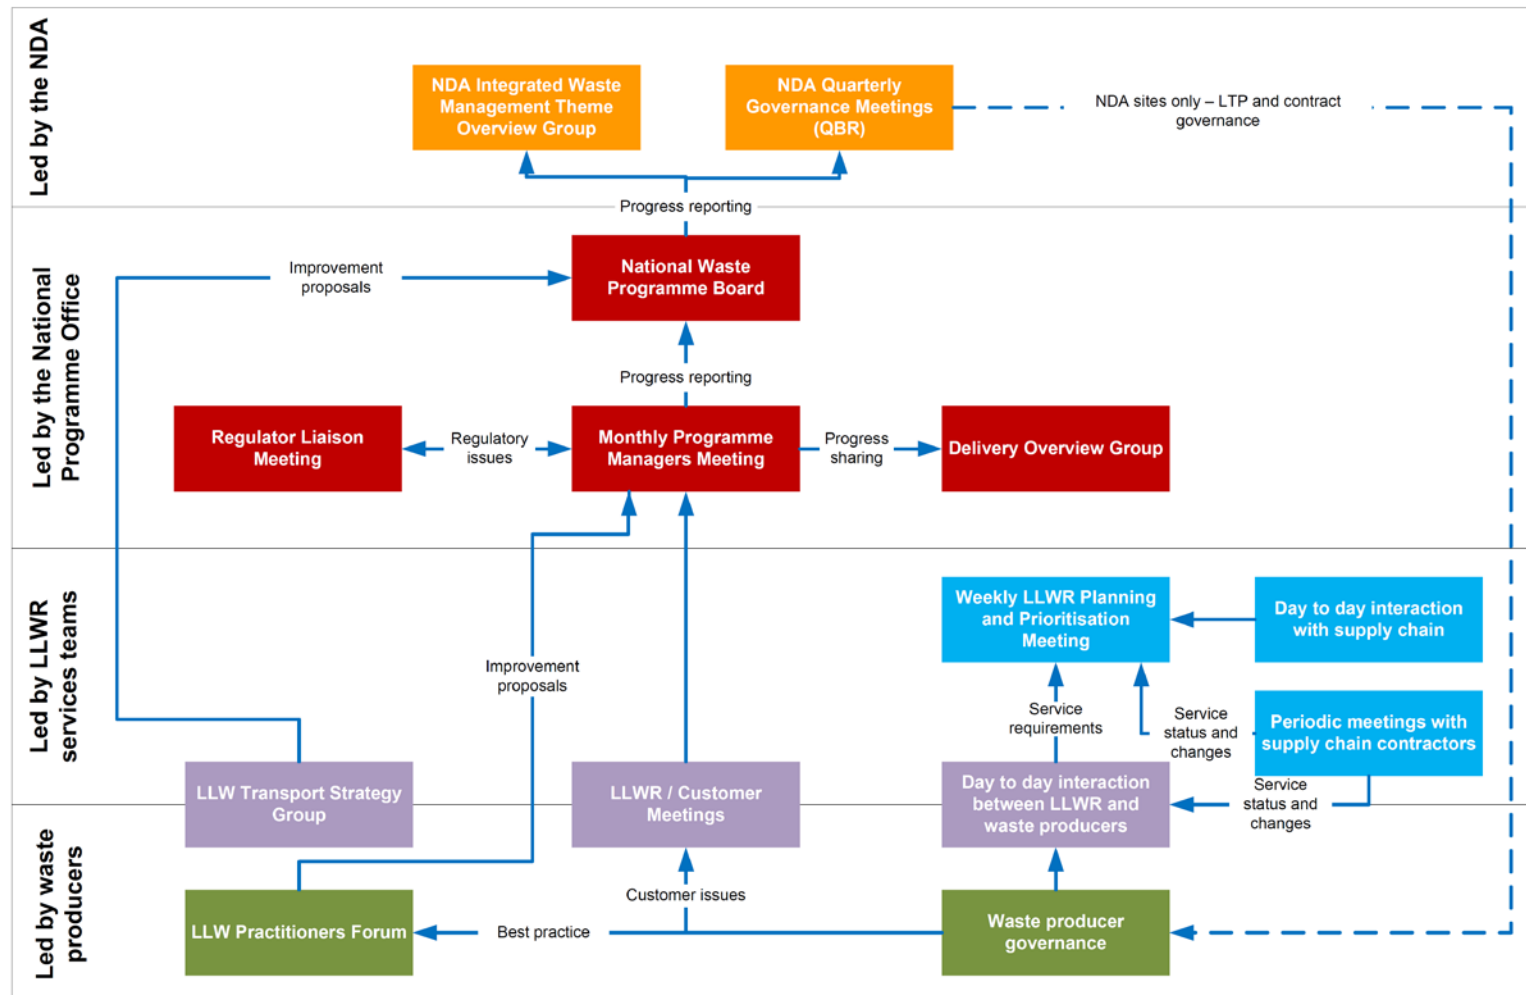 Led by the NDA
NDA Integrated Waste
Management Theme
Overview Group
NDA Quarterly
Governance Meetings
(QBR)
NDA sites only – LTP and contract
governance
Progress reporting
Led by the National
Programme Office
Improvement
proposals
National Waste
Programme Board
Progress reporting
Regulator Liaison
Meeting
Regulatory
issues
Monthly Programme
Managers Meeting
Progress
sharing
Delivery Overview Group
Led by LLWR
services teams
Weekly LLWR Planning
and Prioritisation
Meeting
Day to day interaction
with supply chain
Improvement
proposals
Service
requirements
Service
status and
changes
Periodic meetings with
supply chain contractors
LLW Transport Strategy
Group
LLWR / Customer
Meetings
Day to day interaction
between LLWR and
waste producers
Service
status and
changes
Led by waste
producers
Customer issues
LLW Practitioners Forum
Best practice
Waste producer
governance